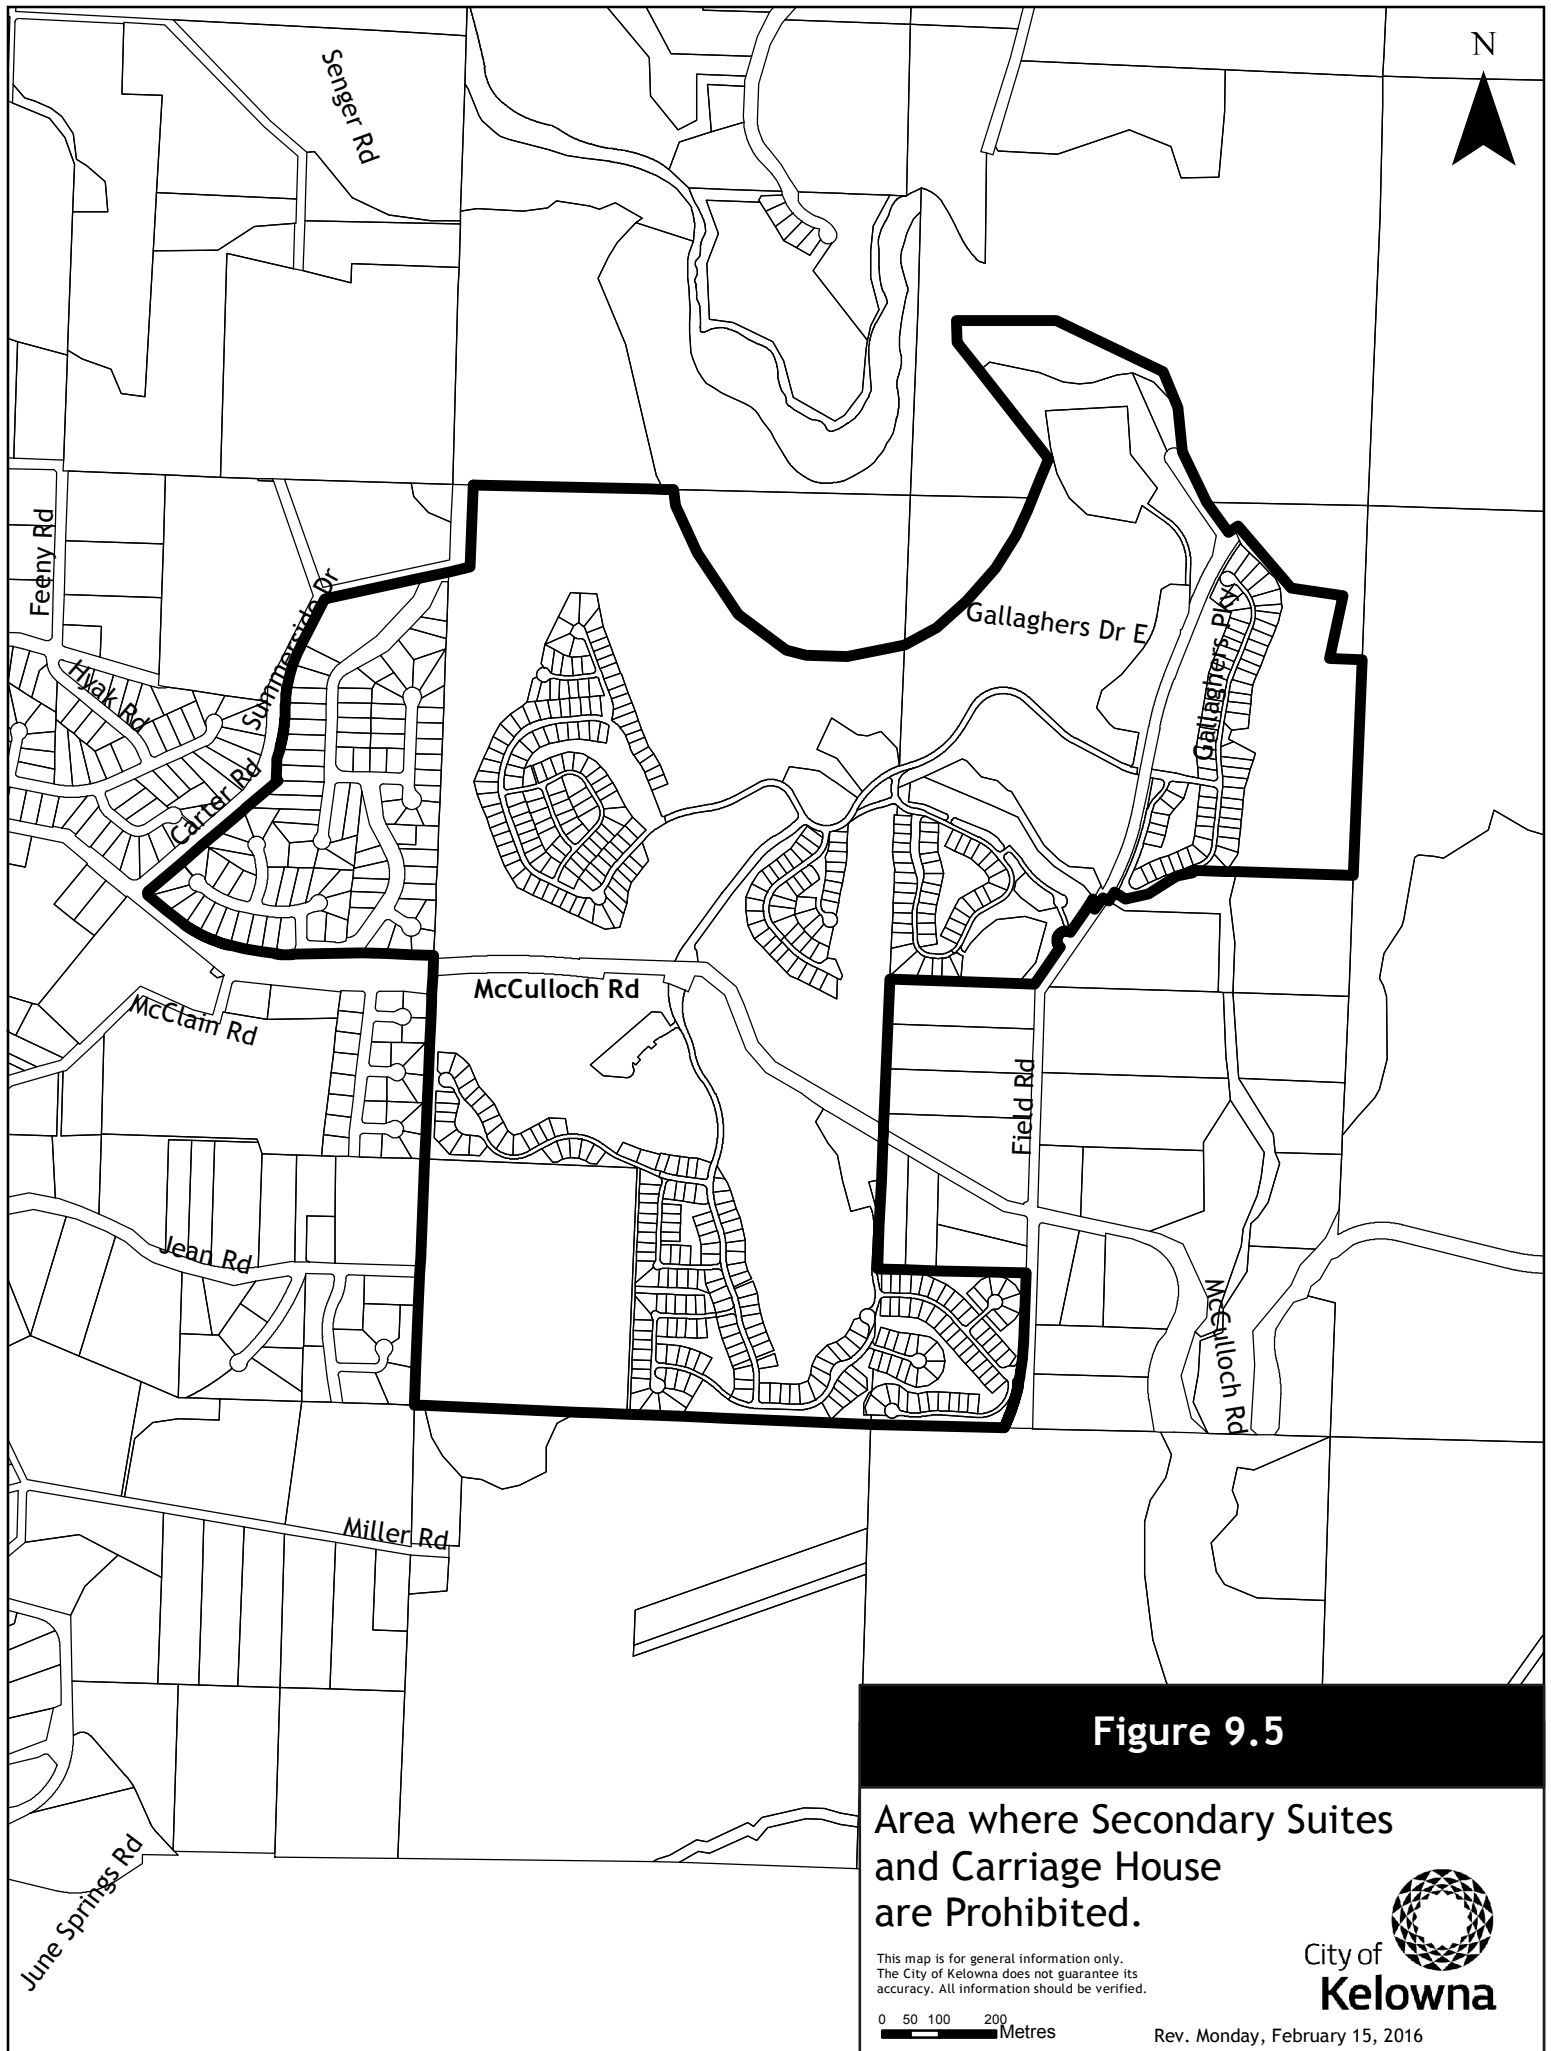 N
Senger Rd
Feeny Rd
Summerside Dr
Gallaghers Dr E
Gallaghers Pky
Hyak Rd
Carter Rd
McCulloch Rd
McClain Rd
Field Rd
Jean Rd
McCulloch Rd
Miller Rd
June Springs Rd
Figure 9.5
Area where Secondary Suites
and Carriage House
are Prohibited.
This map is for general information only.
The City of Kelowna does not guarantee its
accuracy. All information should be verified.
0 50 100 200
Metres
City of
Kelowna
Rev. Monday, February 15, 2016